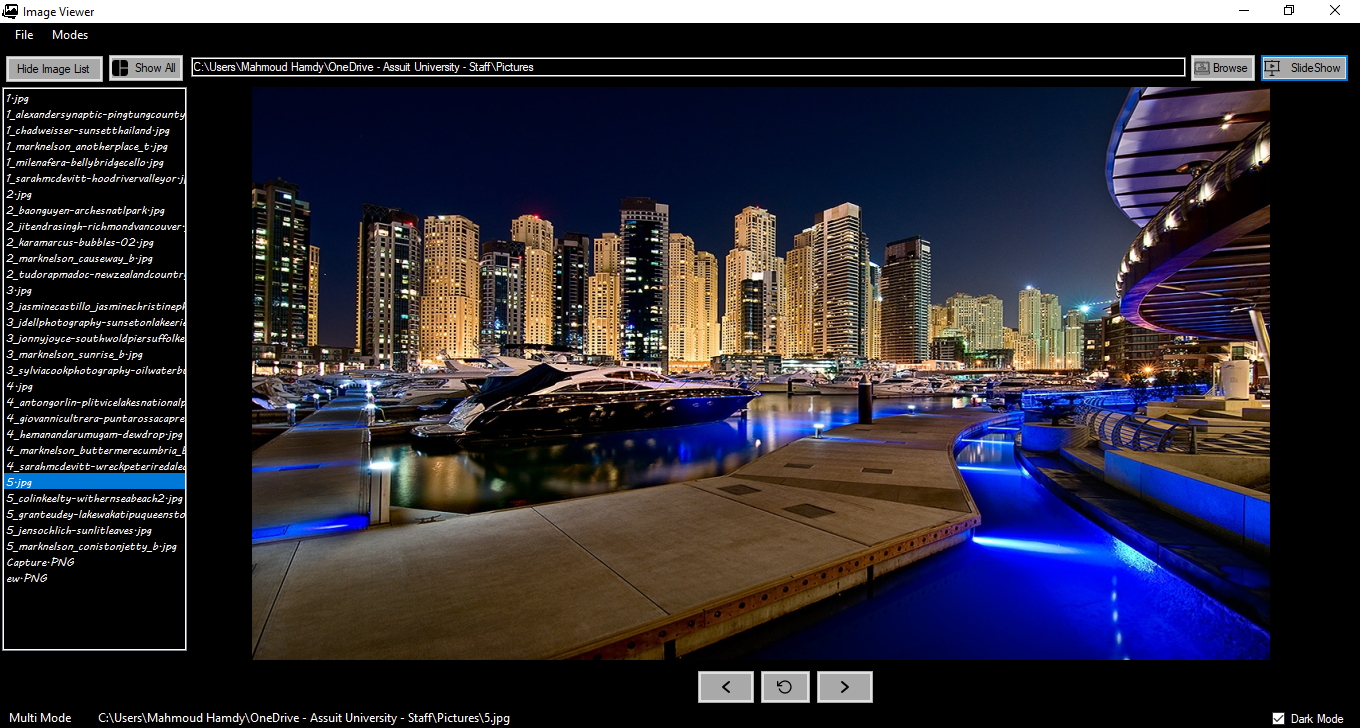 Image Viewer
File Modes
Hide Image List Show All C:\Users\Mahmoud Hamdy\OneDrive - Assuit University - Staff\Pictures Browse SlideShow
1.jpg
1_alexandersynaptic-pingtungcounty
1_chadweisser-sunsetthailand.jpg
1_marknelson_anotherplace_t.jpg
1_milenafera-bellybridgecello.jpg
1_sarahmcdevitt-hoodrivervalleyor.jp
2.jpg
2_baonguyen-archesnatlpark.jpg
2_jitendrasingh-richmondvancouver.
2_karamarcus-bubbles-02.jpg
2_marknelson_causeway_b.jpg
2_tudorapmadoc-newzealandcountry
3.jpg
3_jasminecastillo_jasminechristineph
3_jdellphotography-sunsetonlakeerie
3_jonnyjoyce-southwoldpiersuffolke
3_marknelson_sunrise_b.jpg
3_sylviacookphotography-oilwaterbu
4.jpg
4_antongorlin-plitvicelakesnationalp
4_giovannicultrera-puntarossacapre
4_hemanandarumugam-dewdrop.jpg
4_marknelson_buttermerecumbria_b
4_sarahmcdevitt-wreckpeteriredalea
5.jpg
5_colinkeelty-withernseabeach2.jpg
5_granteudey-lakewakatipuqueensto
5_jensochlich-sunlitleaves.jpg
5_marknelson_conistonjetty_b.jpg
Capture.PNG
ew.PNG
Multi Mode C:\Users\Mahmoud Hamdy\OneDrive - Assuit University - Staff\Pictures\5.jpg Dark Mode